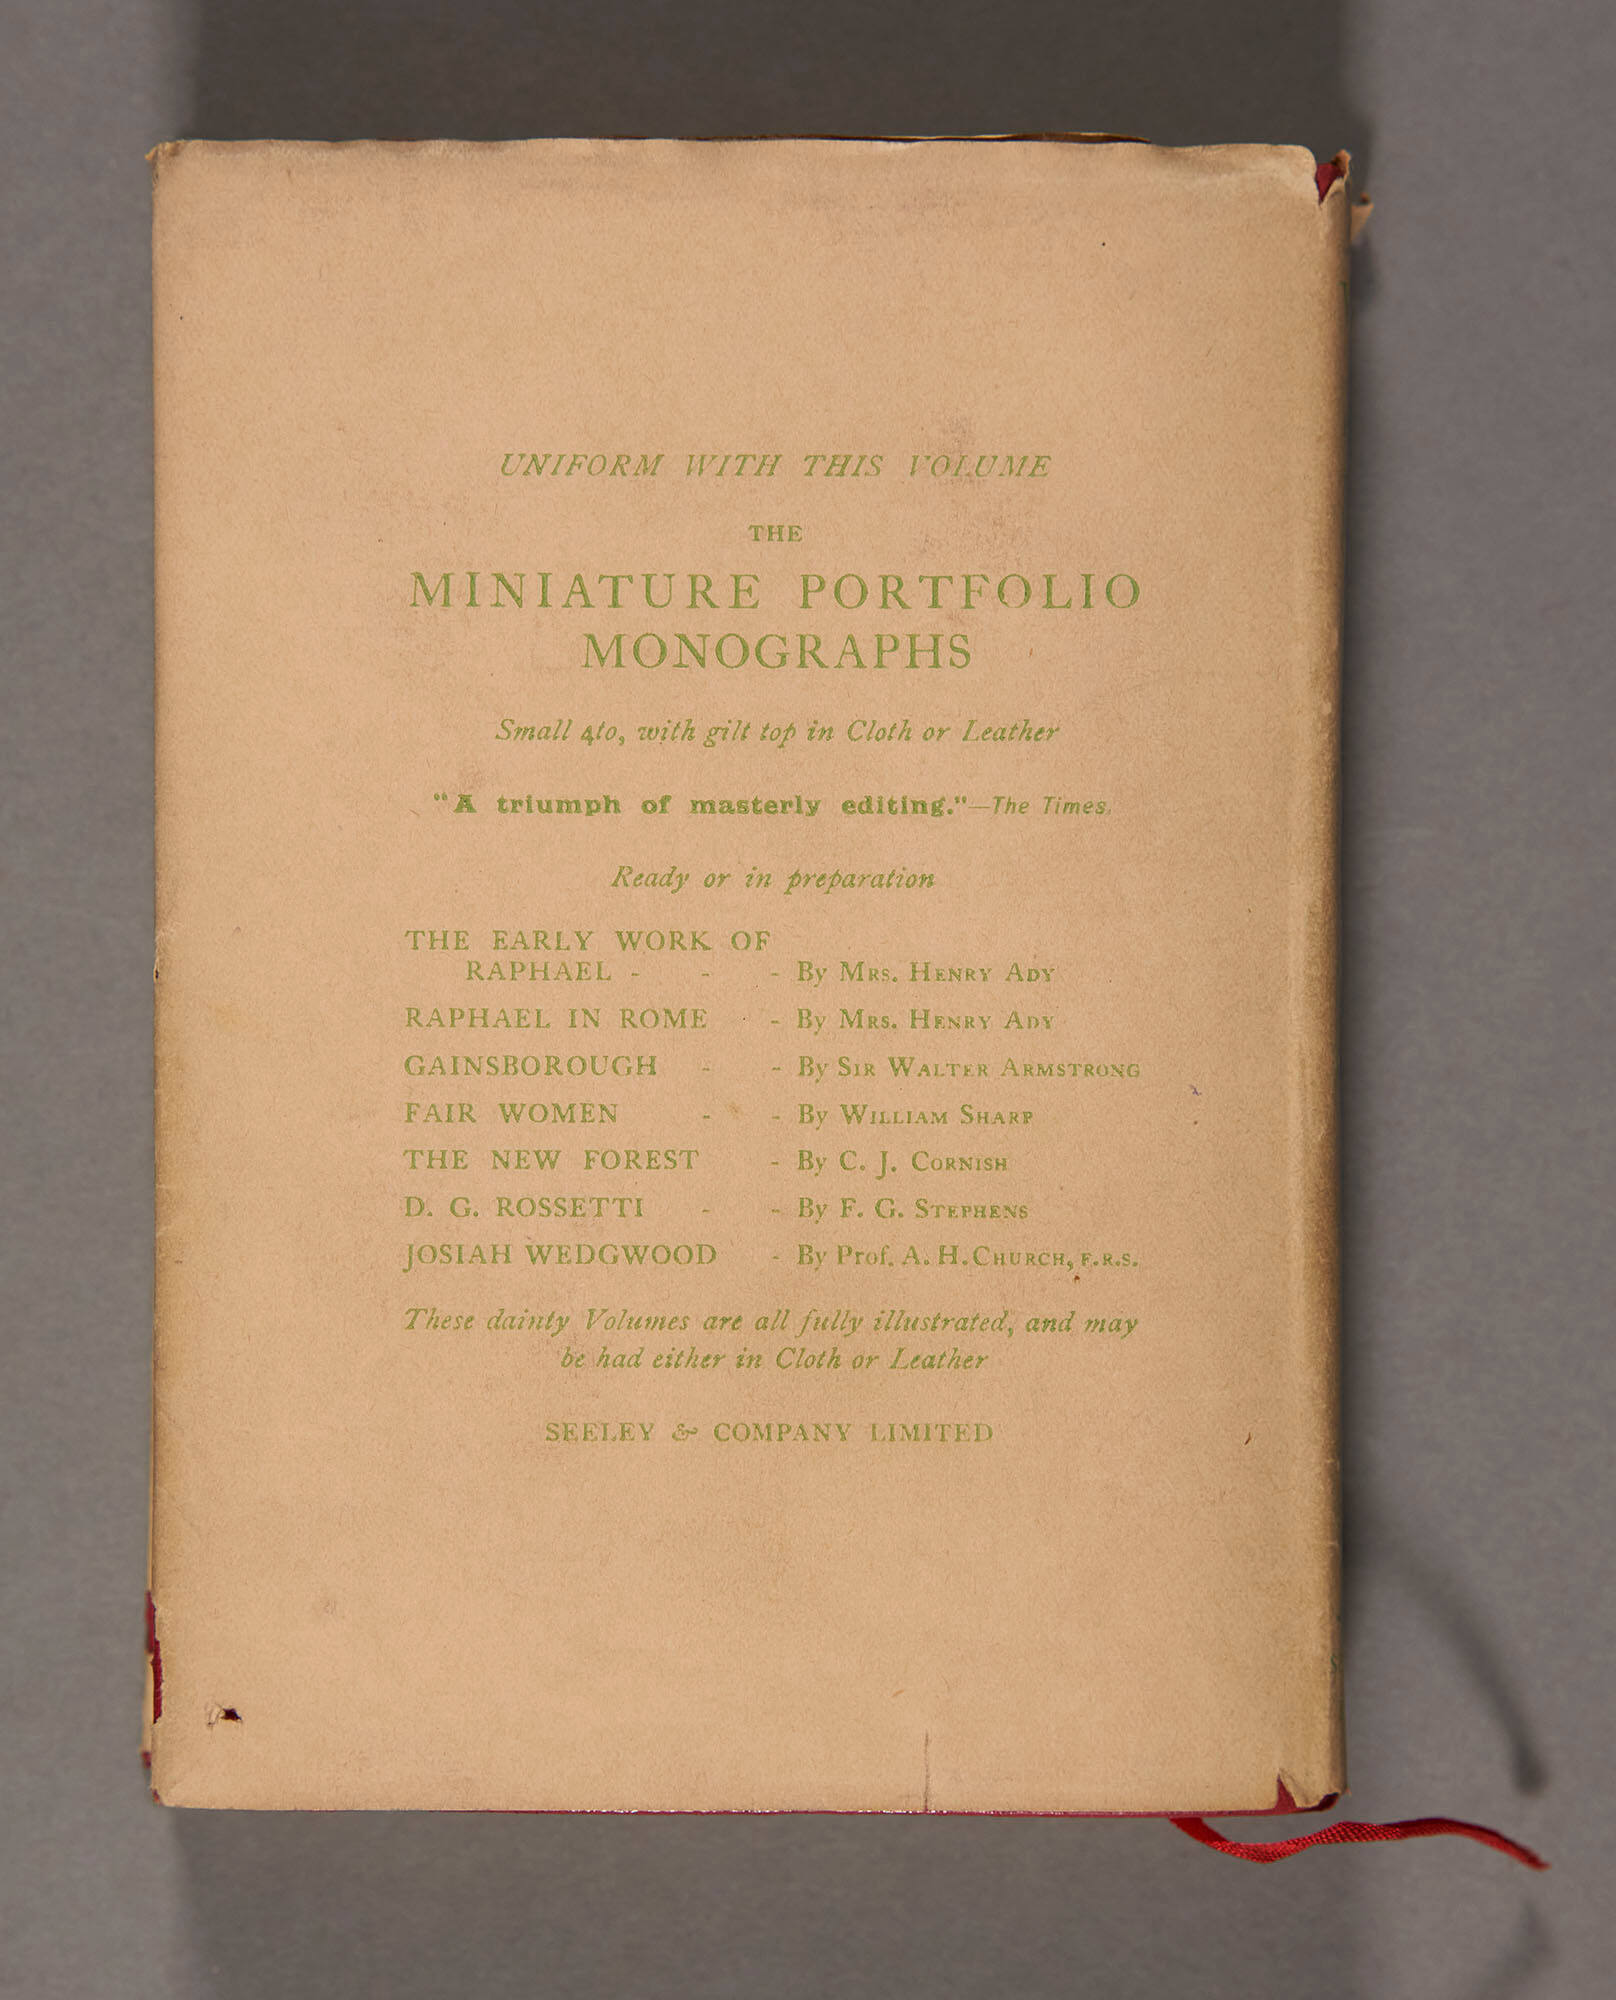 UNIFORM WITH THIS VOLUME
THE
MINIATURE PORTFOLIO
MONOGRAPHS
Small 4to, with gilt top in Cloth or Leather
"A triumph of masterly editing."—The Times.
Ready or in preparation
THE EARLY WORK OF
RAPHAEL - - - By Mrs. Henry Ady
RAPHAEL IN ROME - By Mrs. Henry Ady
GAINSBOROUGH - - By Sir Walter Armstrong
FAIR WOMEN - - By William Sharp
THE NEW FOREST - By C. J. Cornish
D. G. ROSSETTI - - By F. G. Stephens
JOSIAH WEDGWOOD - By Prof. A. H. Church, F.R.S.
These dainty Volumes are all fully illustrated, and may
be had either in Cloth or Leather
SEELEY & COMPANY LIMITED